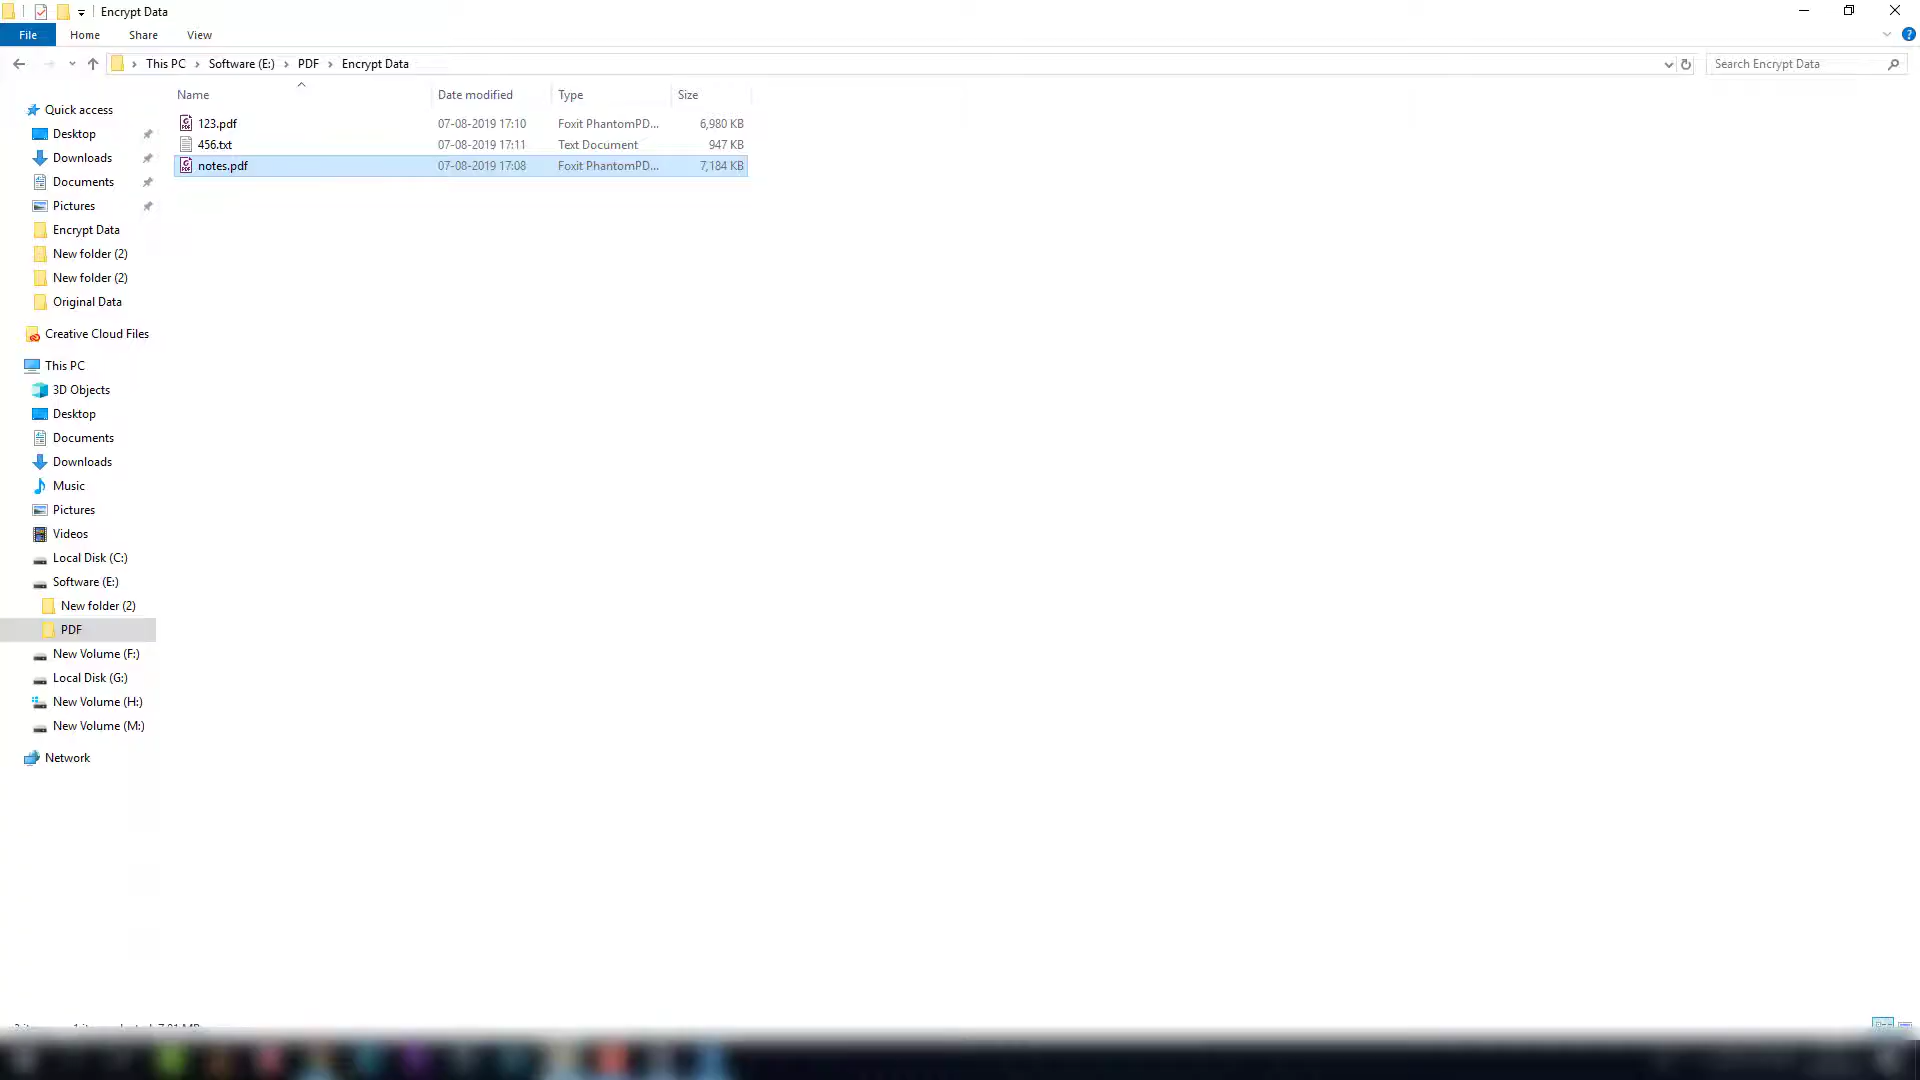 Encrypt Data
File Home Share View
This PC Software (E:) PDF Encrypt Data
Search Encrypt Data
Name Date modified Type Size
123.pdf 07-08-2019 17:10 Foxit PhantomPD... 6,980 KB
456.txt 07-08-2019 17:11 Text Document 947 KB
notes.pdf 07-08-2019 17:08 Foxit PhantomPD... 7,184 KB
Quick access
Desktop
Downloads
Documents
Pictures
Encrypt Data
New folder (2)
New folder (2)
Original Data
Creative Cloud Files
This PC
3D Objects
Desktop
Documents
Downloads
Music
Pictures
Videos
Local Disk (C:)
Software (E:)
New folder (2)
PDF
New Volume (F:)
Local Disk (G:)
New Volume (H:)
New Volume (M:)
Network